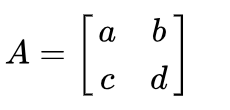 A = [ a b
c d ]